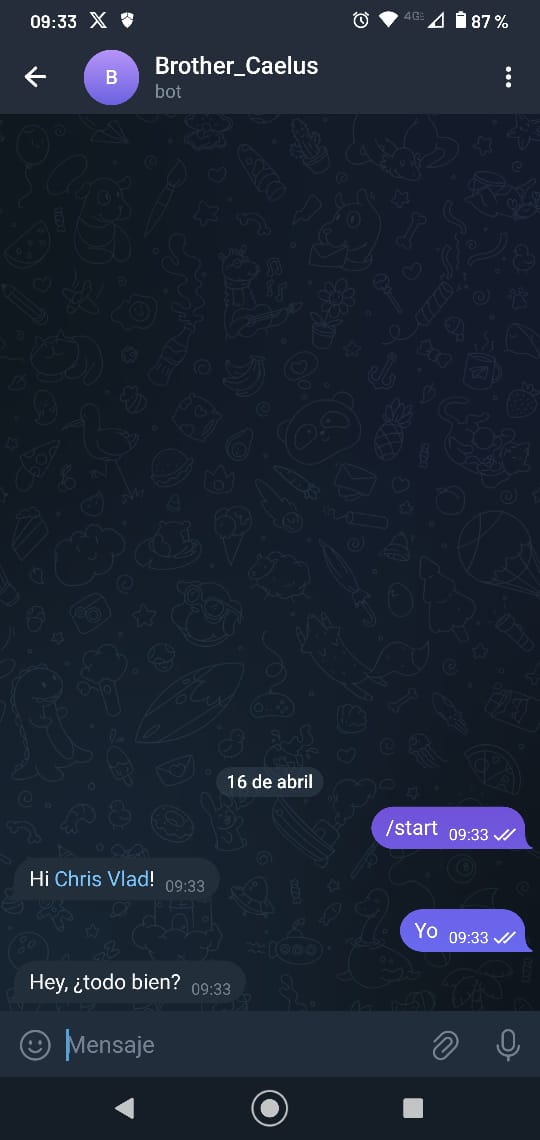 09:33 4G 87 %
B
Brother_Caelus
bot
16 de abril
/start 09:33
Hi Chris Vlad! 09:33
Yo 09:33
Hey, ¿todo bien? 09:33
Mensaje